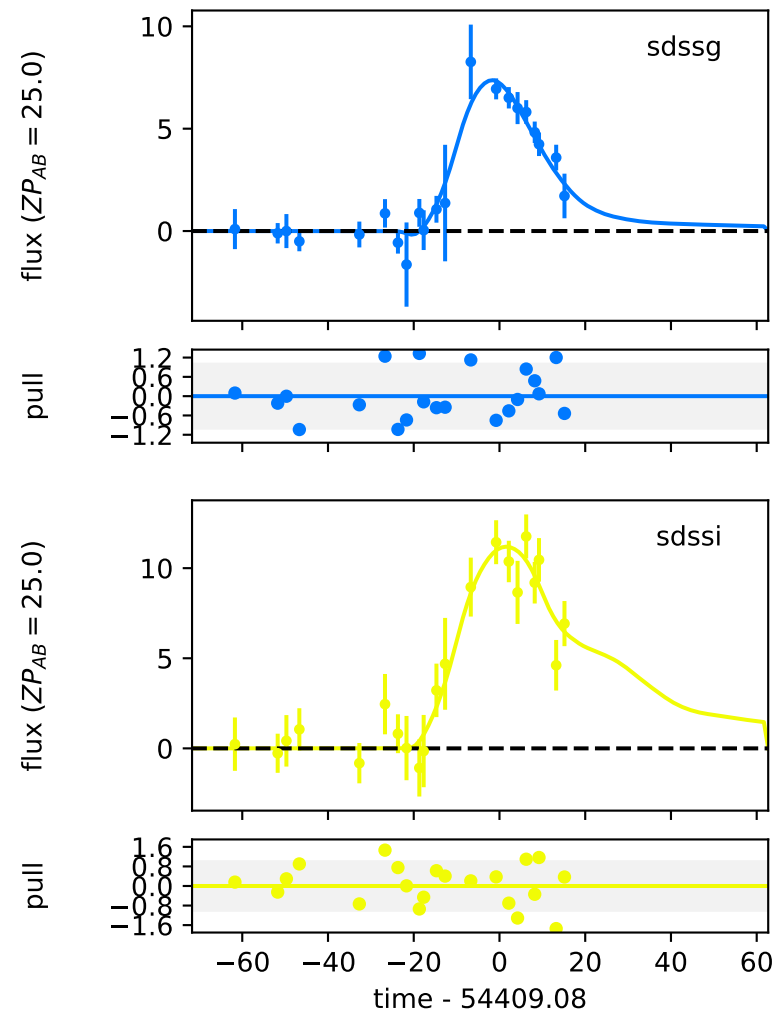 sdssg
flux (ZP_AB = 25.0)
10
5
0
pull
1.2
0.6
0.0
−0.6
−1.2
sdssi
flux (ZP_AB = 25.0)
10
5
0
pull
1.6
0.8
0.0
−0.8
−1.6
−60 −40 −20 0 20 40 60
time - 54409.08